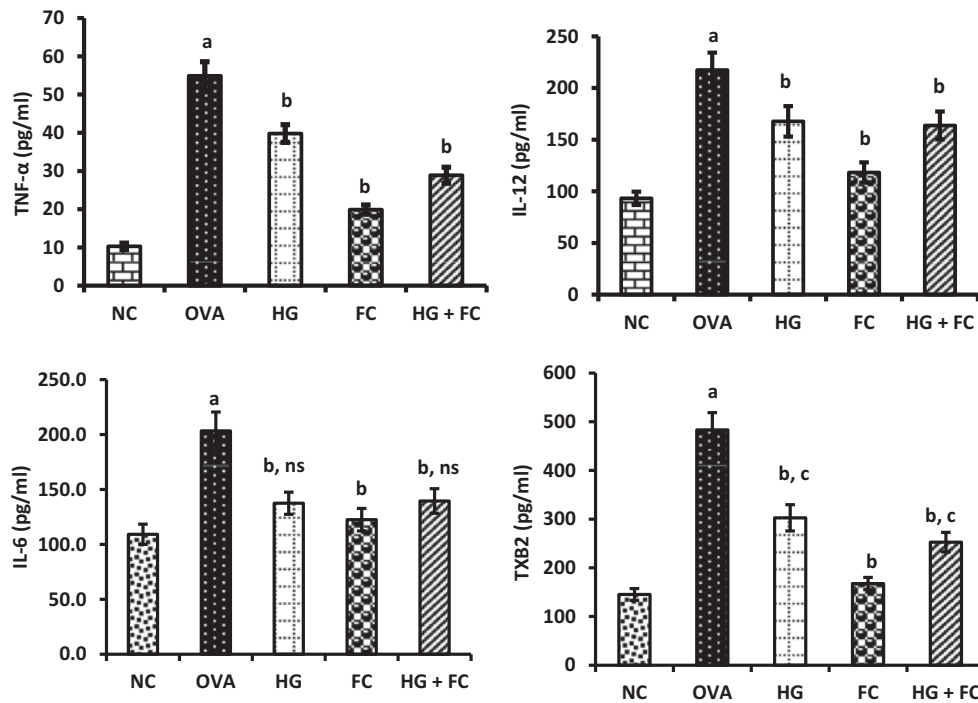 TNF-α (pg/ml)
70
60
50
40
30
20
10
0
a
b
b
b
NC OVA HG FC HG + FC
IL-12 (pg/ml)
250
200
150
100
50
0
a
b
b
b
NC OVA HG FC HG + FC
IL-6 (pg/ml)
250.0
200.0
150.0
100.0
50.0
0.0
a
b, ns
b
b, ns
NC OVA HG FC HG + FC
TXB2 (pg/ml)
600
500
400
300
200
100
0
a
b, c
b
b, c
NC OVA HG FC HG + FC